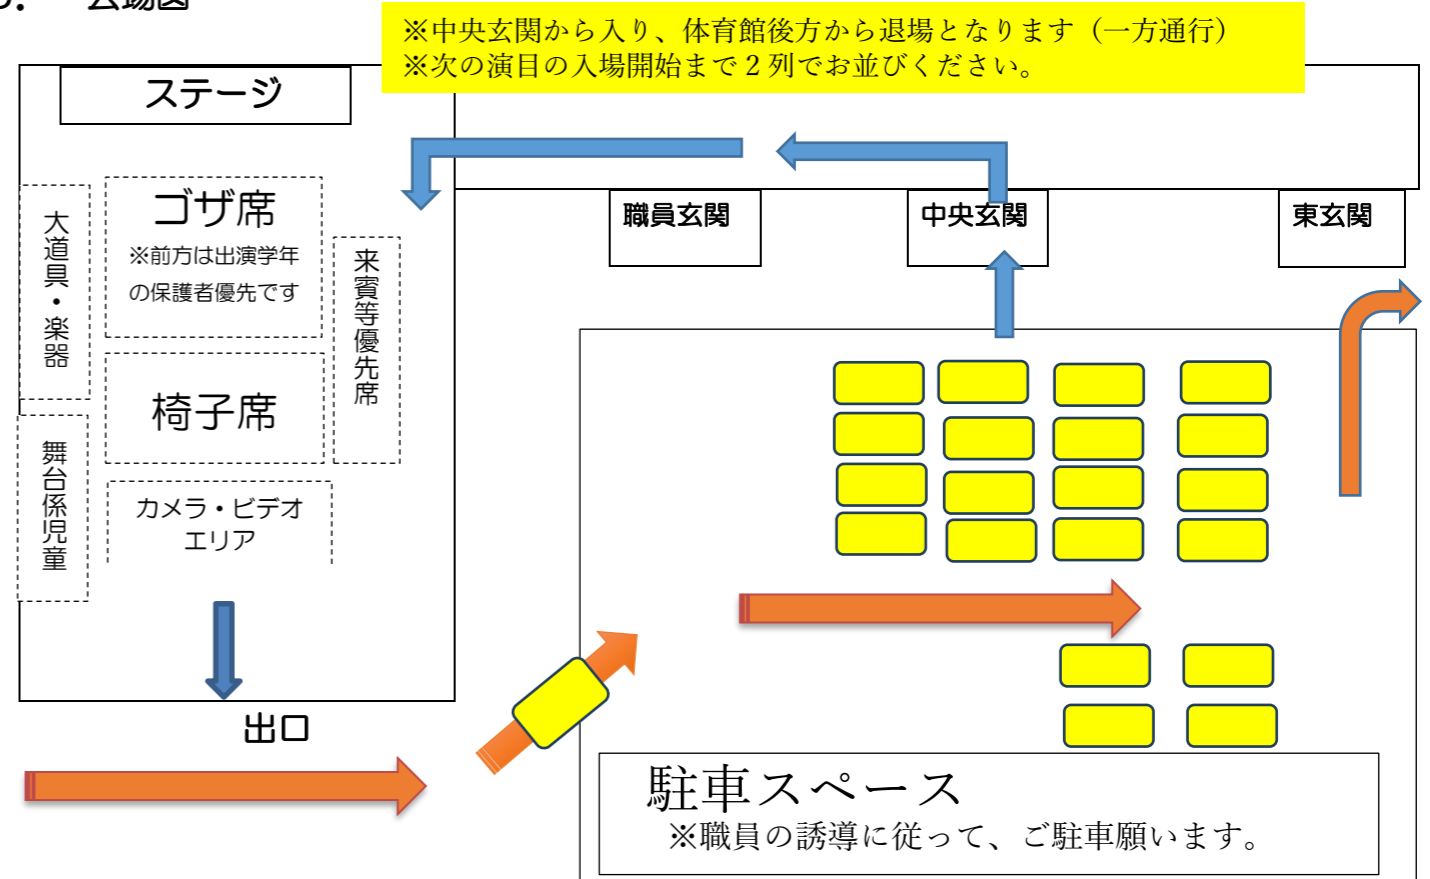 会場図
※中央玄関から入り、体育館後方から退場となります（一方通行）
※次の演目の入場開始まで２列でお並びください。
ステージ
ゴザ席
※前方は出演学年
の保護者優先です
大道具・楽器
来賓等優先席
椅子席
舞台係児童
カメラ・ビデオ
エリア
出口
職員玄関
中央玄関
東玄関
駐車スペース
※職員の誘導に従って、ご駐車願います。